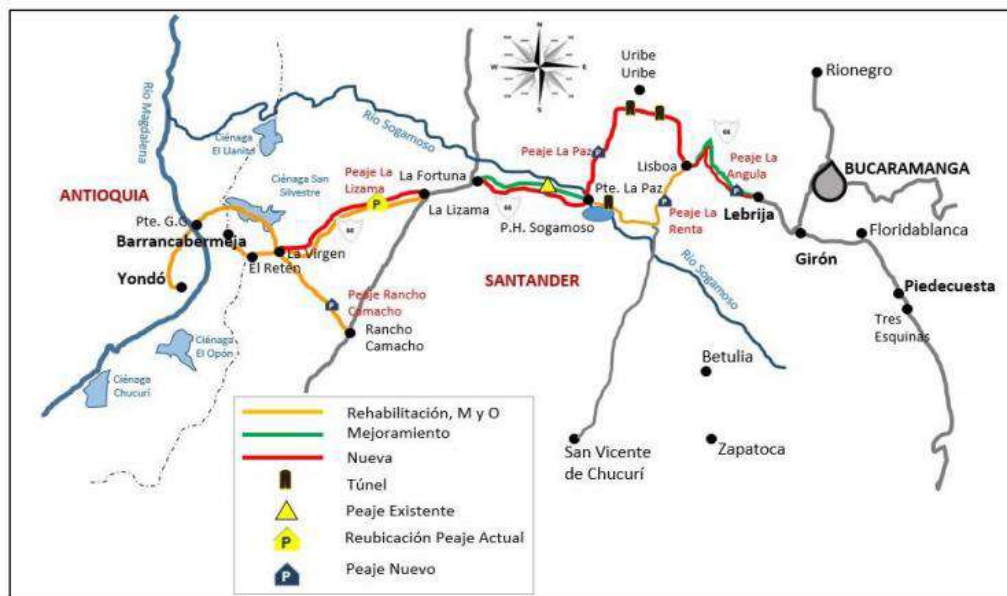 N
W
E
S
Uribe
Uribe
Rionegro
Río Magdalena
Ciénaga
El Llanito
Río Sogamoso
66
Peaje La Paz
Lisboa
Peaje La
Angula
BUCARAMANGA
ANTIOQUIA
Ciénaga San
Silvestre
Peaje La
Lizama
P
La Fortuna
Pte. La Paz
La Lizama
66
P.H. Sogamoso
Peaje La
Renta
Lebrija
Floridablanca
Pte. G.G
Barrancabermeja
66
La Virgen
El Retén
Yondó
SANTANDER
Río Sogamoso
Girón
Piedecuesta
Peaje Rancho
Camacho
Rancho
Camacho
Tres
Esquinas
Ciénaga
El Opón
Ciénaga
Chucurí
Betulia
San Vicente
de Chucurí
Zapatoca
Rehabilitación, M y O
Mejoramiento
Nueva
Túnel
Peaje Existente
P
Reubicación Peaje Actual
P
Peaje Nuevo